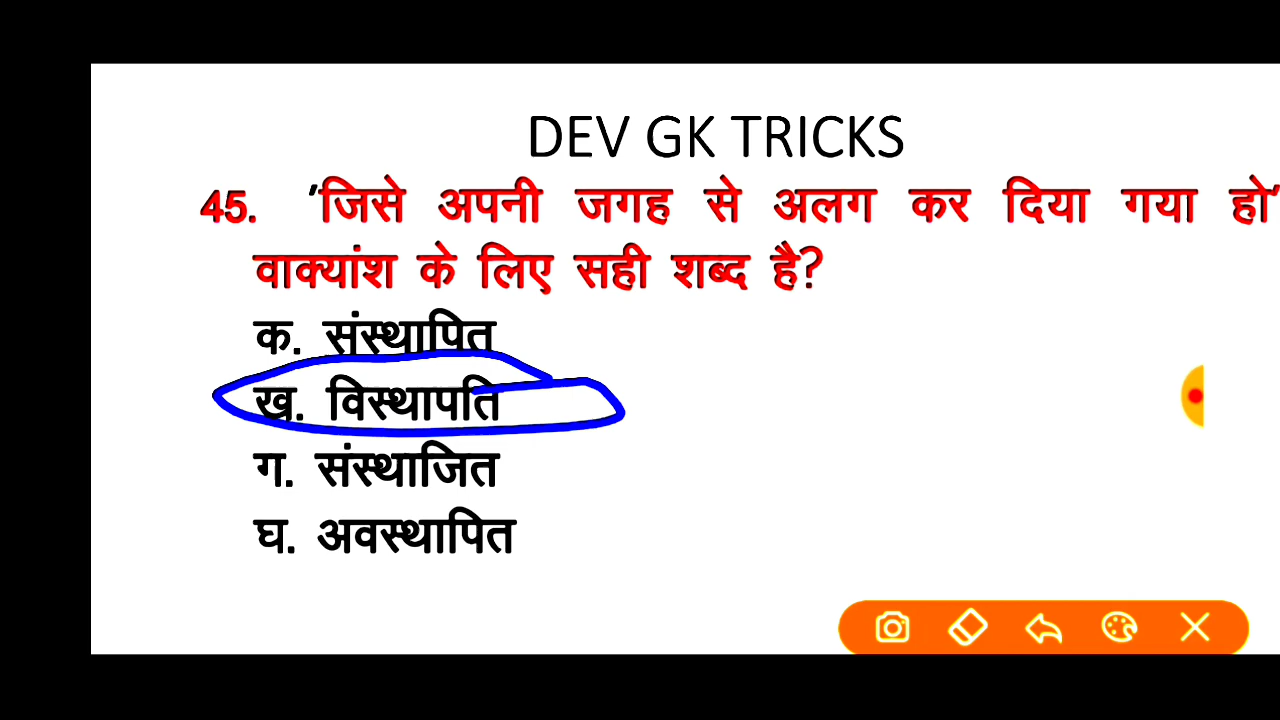 DEV GK TRICKS
45. 'जिसे अपनी जगह से अलग कर दिया गया हो'
वाक्यांश के लिए सही शब्द है?
क. संस्थापित
ख. विस्थापति
ग. संस्थाजित
घ. अवस्थापित